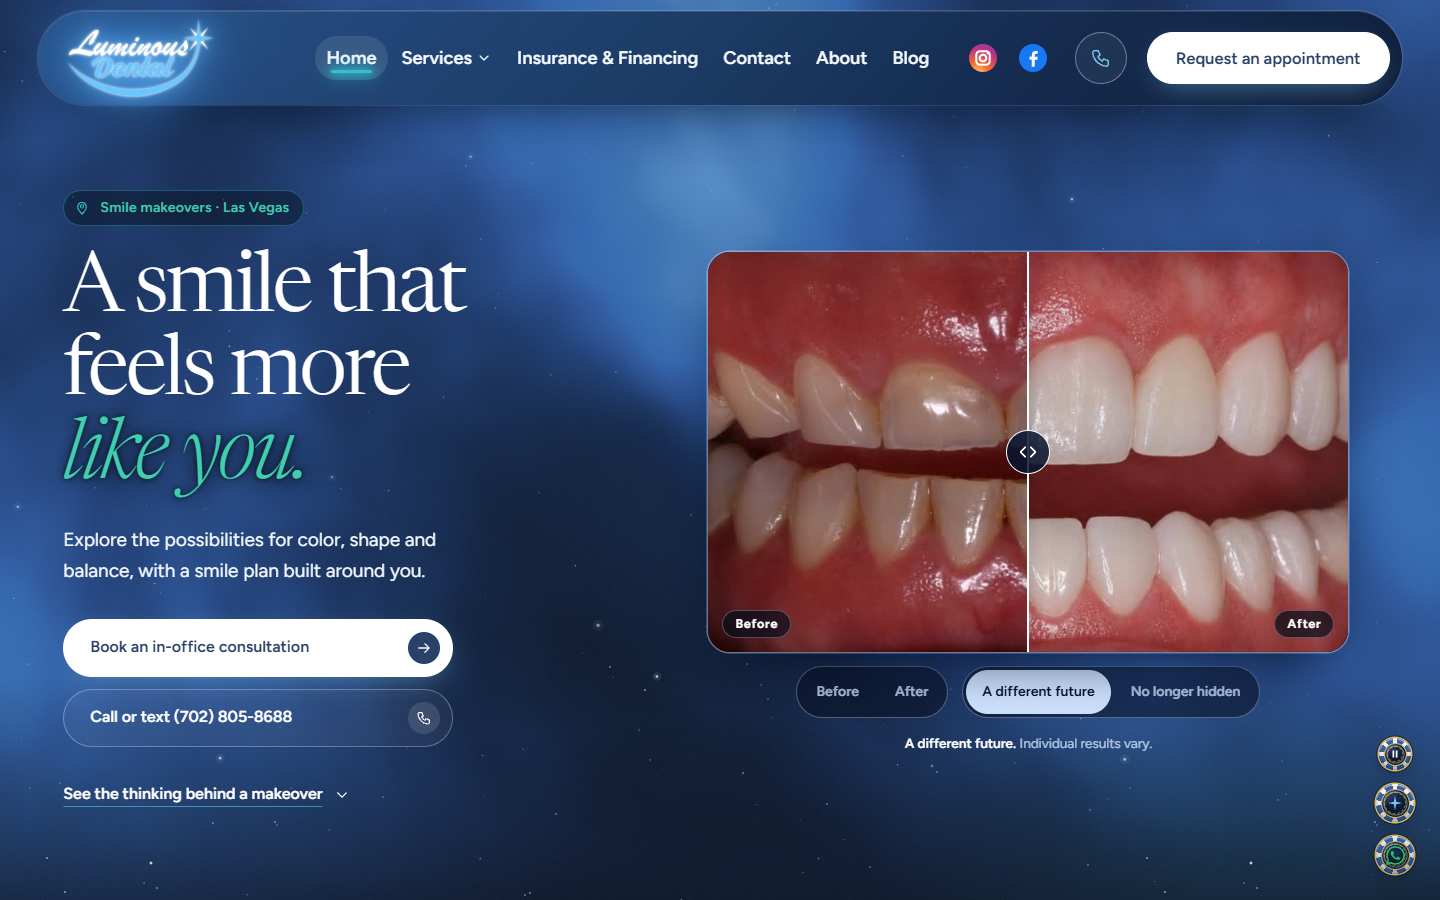 Luminous
Dental
Home
Services
Insurance & Financing
Contact
About
Blog
Request an appointment
Smile makeovers · Las Vegas
A smile that
feels more
like you.
Explore the possibilities for color, shape and
balance, with a smile plan built around you.
Book an in-office consultation
Call or text (702) 805-8688
See the thinking behind a makeover
Before
After
Before
After
A different future
No longer hidden
A different future. Individual results vary.